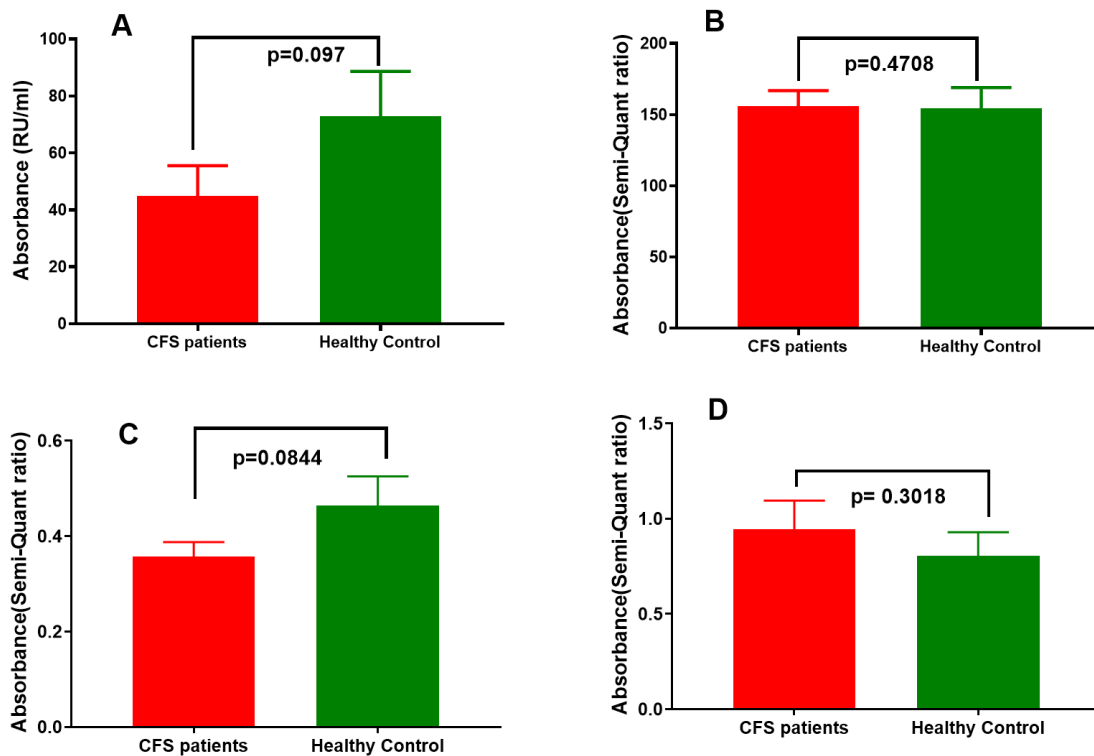 A
Absorbance (RU/ml)
100
80
60
40
20
0
p=0.097
CFS patients
Healthy Control
B
Absorbance(Semi-Quant ratio)
200
150
100
50
0
p=0.4708
CFS patients
Healthy Control
C
Absorbance(Semi-Quant ratio)
0.6
0.4
0.2
0.0
p=0.0844
CFS patients
Healthy Control
D
Absorbance(Semi-Quant ratio)
1.5
1.0
0.5
0.0
p= 0.3018
CFS patients
Healthy Control